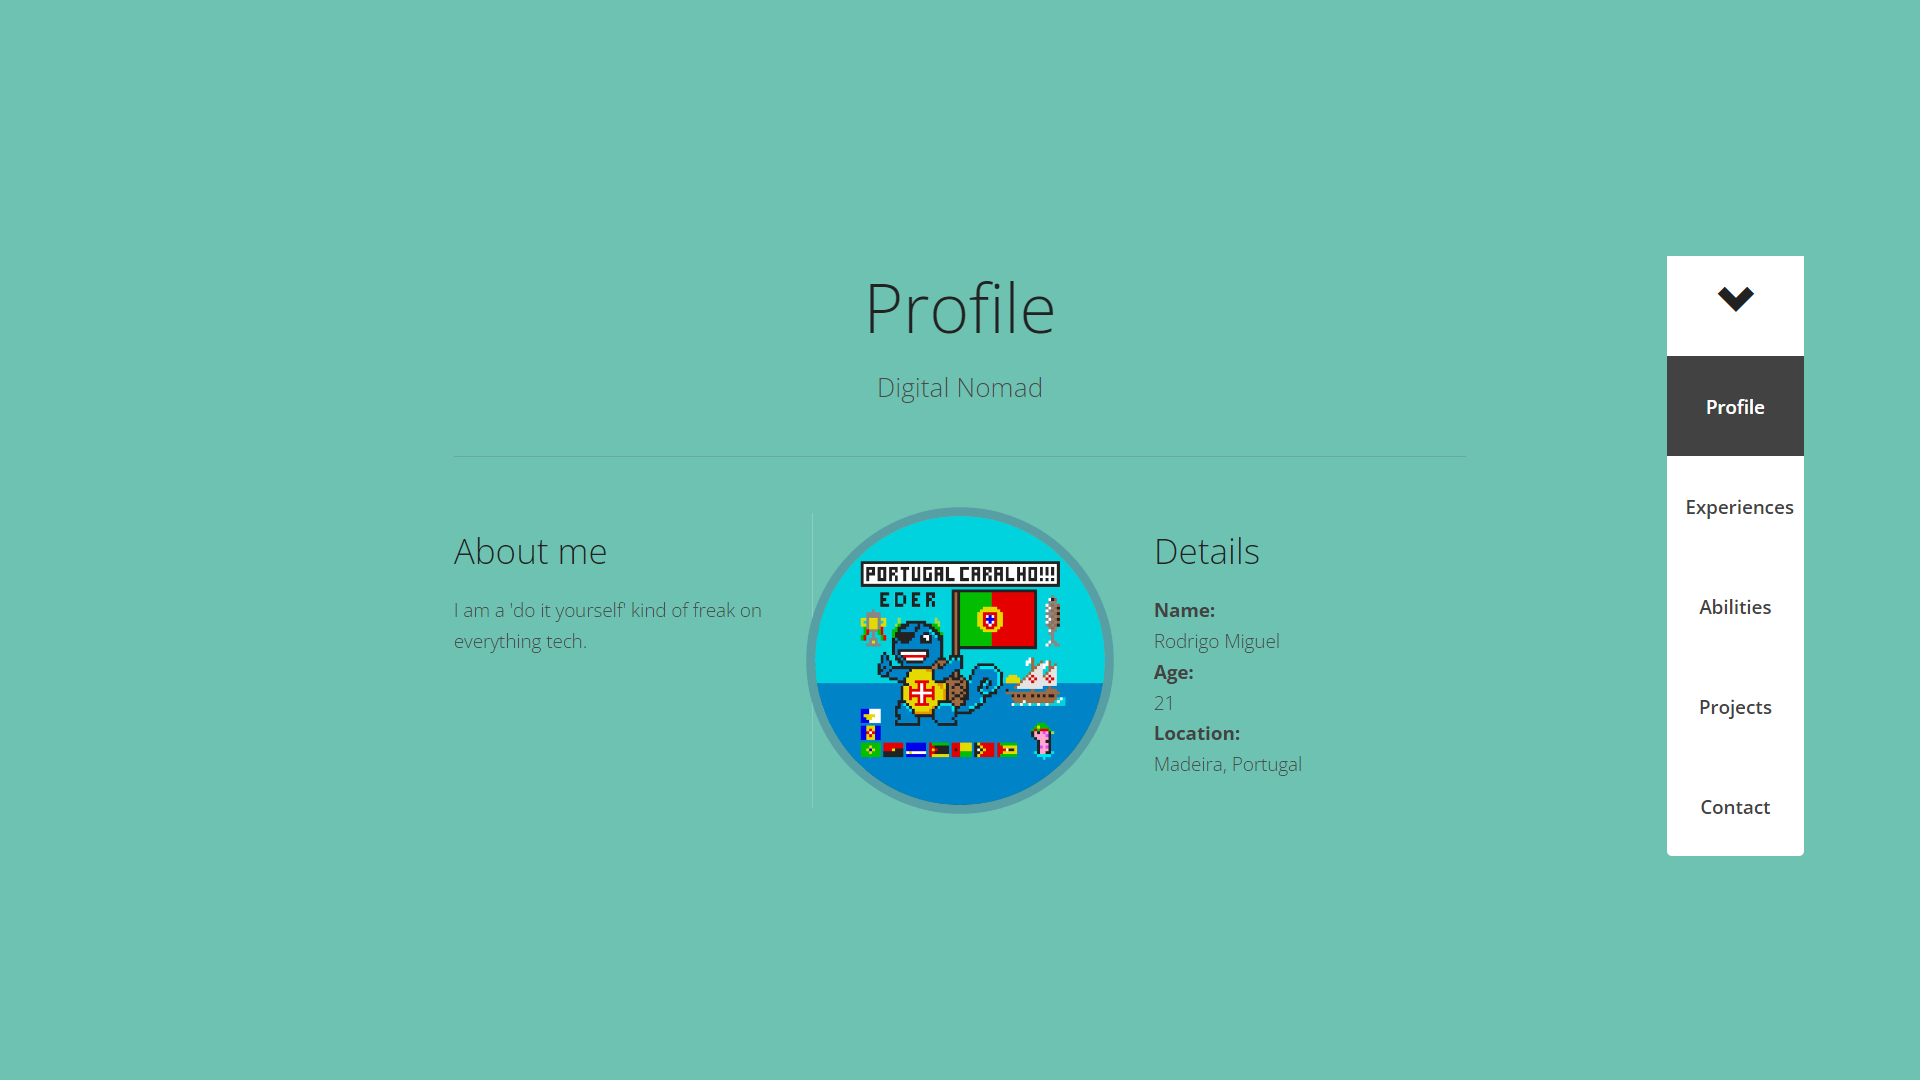 Profile
Digital Nomad
About me
I am a 'do it yourself' kind of freak on
everything tech.
PORTUGAL CARALHO!!!
EDER
Details
Name:
Rodrigo Miguel
Age:
21
Location:
Madeira, Portugal
Profile
Experiences
Abilities
Projects
Contact